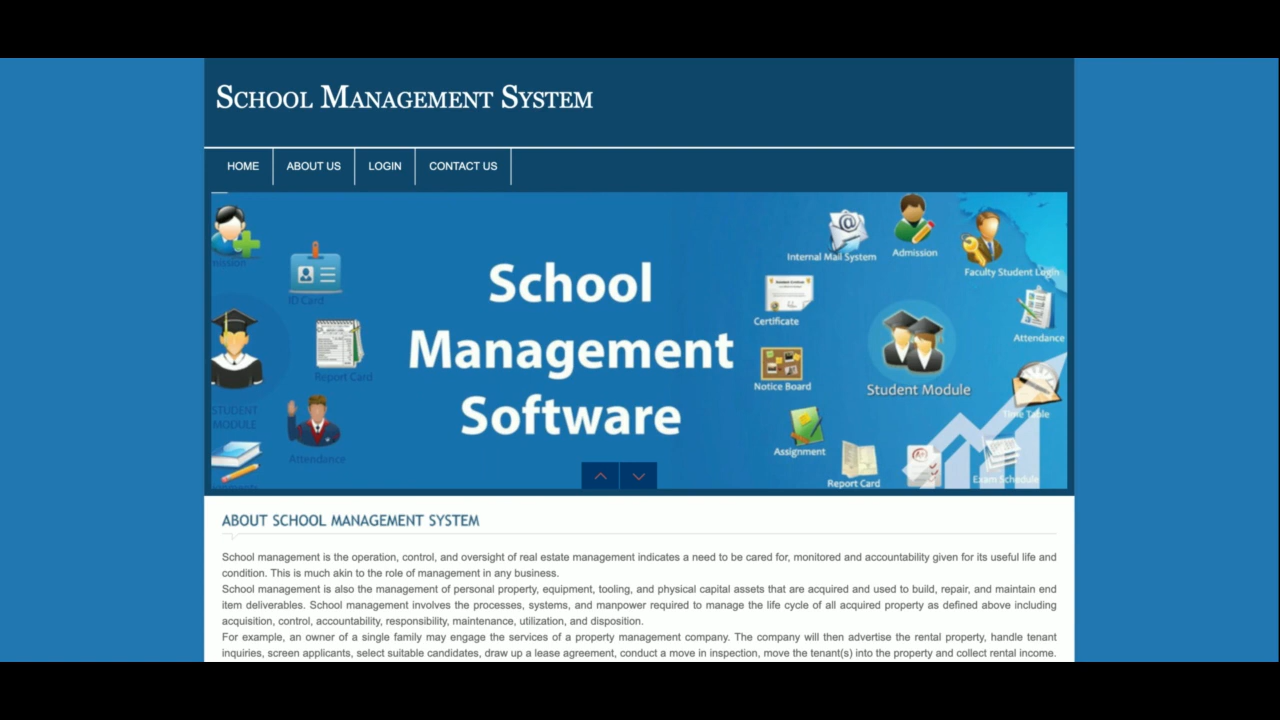 School Management System
HOME
ABOUT US
LOGIN
CONTACT US
School
Management
Software
ID Card
Report Card
STUDENT
MODULE
Attendance
Internal Mail System
Admission
Faculty Student Login
Certificate
Attendance
Notice Board
Student Module
Time Table
Assignment
Report Card
Exam Schedule
ABOUT SCHOOL MANAGEMENT SYSTEM
School management is the operation, control, and oversight of real estate management indicates a need to be cared for, monitored and accountability given for its useful life and
condition. This is much akin to the role of management in any business.
School management is also the management of personal property, equipment, tooling, and physical capital assets that are acquired and used to build, repair, and maintain end
item deliverables. School management involves the processes, systems, and manpower required to manage the life cycle of all acquired property as defined above including
acquisition, control, accountability, responsibility, maintenance, utilization, and disposition.
For example, an owner of a single family may engage the services of a property management company. The company will then advertise the rental property, handle tenant
inquiries, screen applicants, select suitable candidates, draw up a lease agreement, conduct a move in inspection, move the tenant(s) into the property and collect rental income.